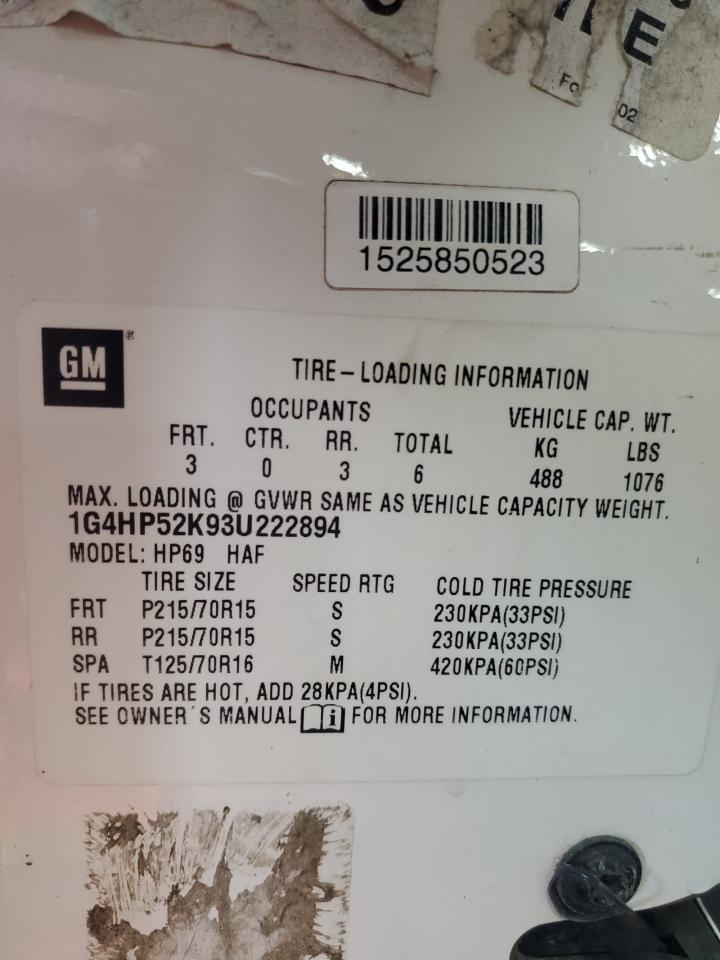 E
Fo
02
1525850523
GM®
TIRE-LOADING INFORMATION
OCCUPANTS VEHICLE CAP. WT.
FRT. CTR. RR. TOTAL KG LBS
3 0 3 6 488 1076
MAX. LOADING @ GVWR SAME AS VEHICLE CAPACITY WEIGHT.
1G4HP52K93U222894
MODEL: HP69 HAF
TIRE SIZE SPEED RTG COLD TIRE PRESSURE
FRT P215/70R15 S 230KPA(33PSI)
RR P215/70R15 S 230KPA(33PSI)
SPA T125/70R16 M 420KPA(60PSI)
IF TIRES ARE HOT, ADD 28KPA(4PSI).
SEE OWNER'S MANUAL i FOR MORE INFORMATION.